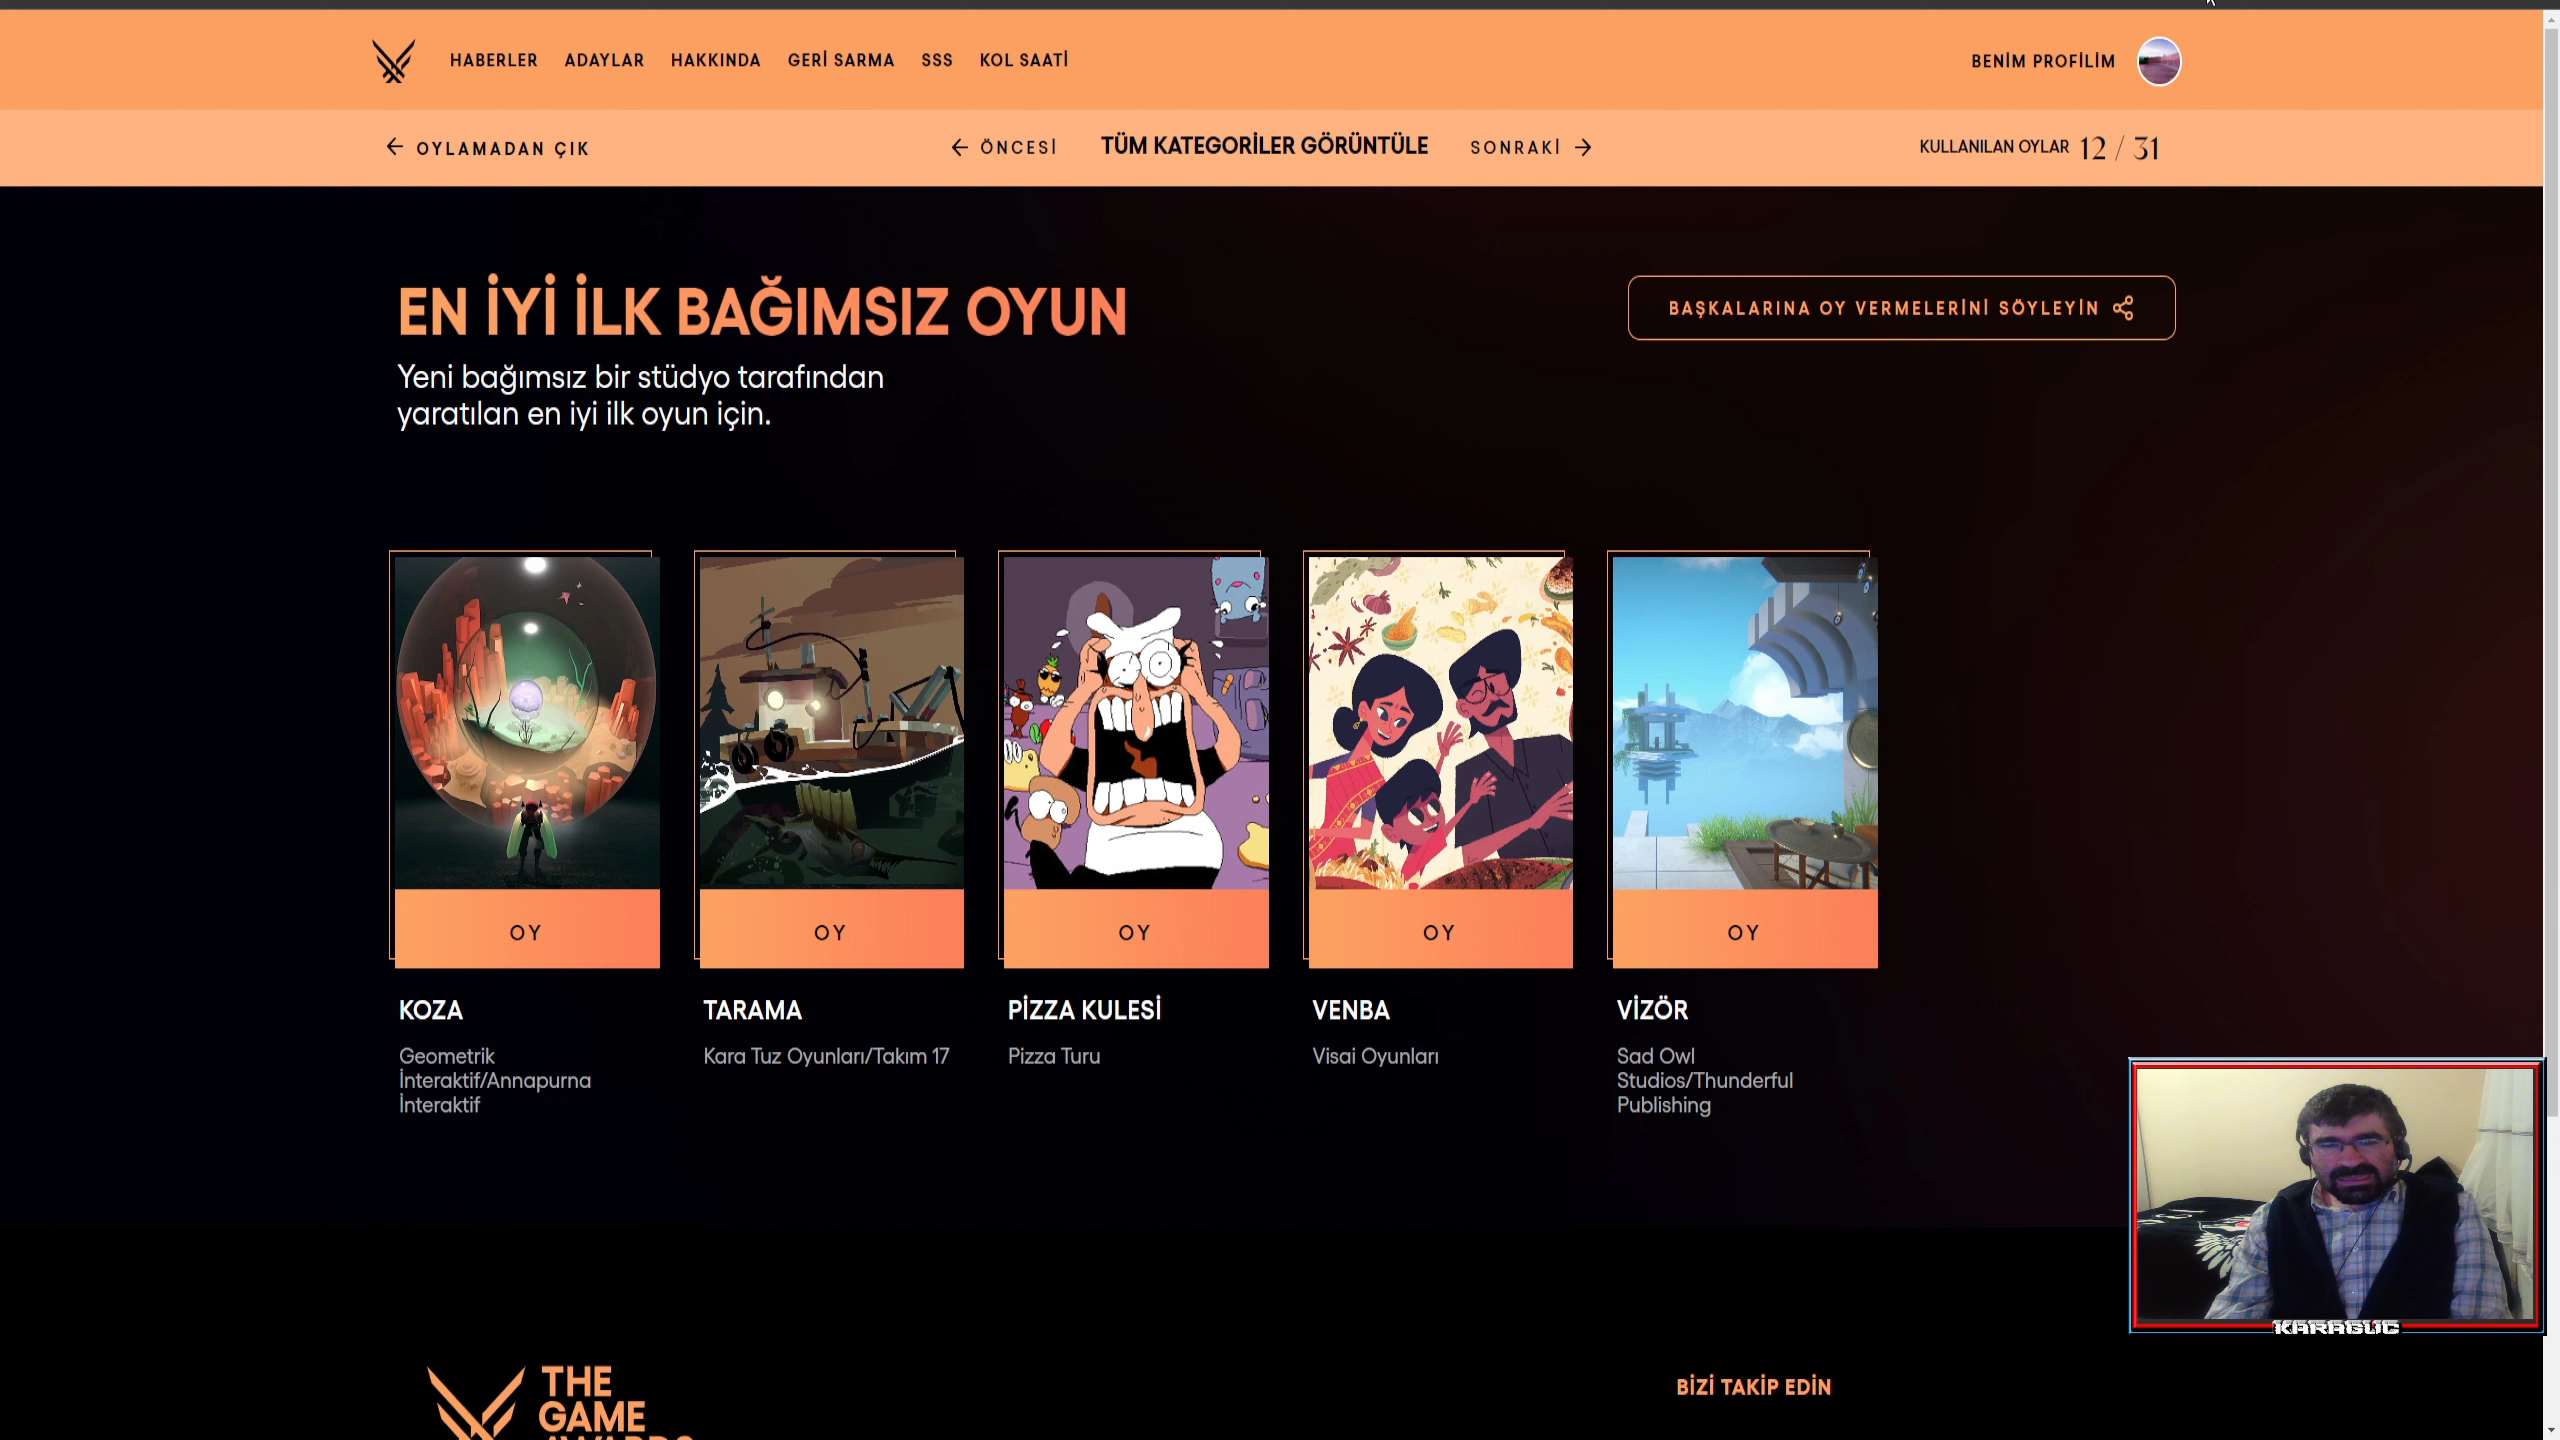 HABERLER ADAYLAR HAKKINDA GERİ SARMA SSS KOL SAATİ BENİM PROFİLİM
OYLAMADAN ÇIK ÖNCESİ TÜM KATEGORİLER GÖRÜNTÜLE SONRAKİ KULLANILAN OYLAR 12 / 31
EN İYİ İLK BAĞIMSIZ OYUN
BAŞKALARINA OY VERMELERİNİ SÖYLEYİN
Yeni bağımsız bir stüdyo tarafından
yaratılan en iyi ilk oyun için.
OY OY OY OY OY
KOZA
Geometrik
İnteraktif/Annapurna
İnteraktif
TARAMA
Kara Tuz Oyunları/Takım 17
PİZZA KULESİ
Pizza Turu
VENBA
Visai Oyunları
VİZÖR
Sad Owl
Studios/Thunderful
Publishing
KARAGUC
THE
GAME
AWARDS
BİZİ TAKİP EDİN